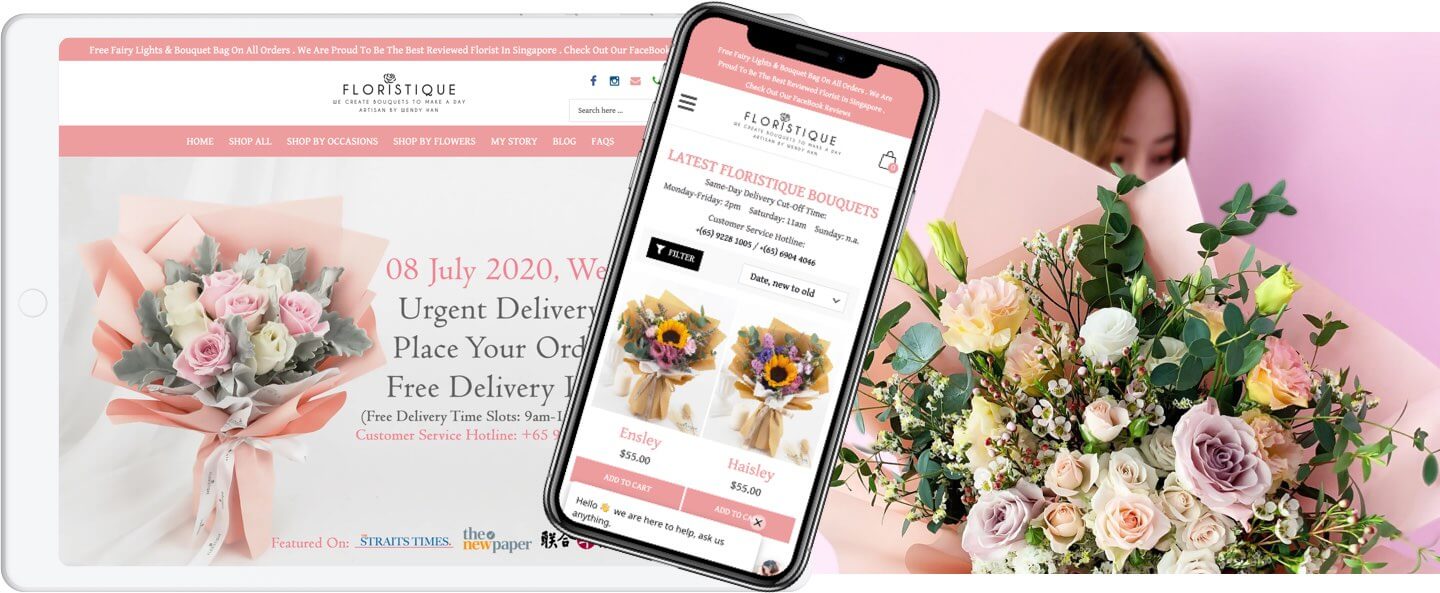 Free Fairy Lights & Bouquet Bag On All Orders . We Are Proud To Be The Best Reviewed Florist In Singapore . Check Out Our FaceBook
FLORISTIQUE
WE CREATE BOUQUETS TO MAKE A DAY
ARTISAN BY WENDY HAN
Search here ...
HOME SHOP ALL SHOP BY OCCASIONS SHOP BY FLOWERS MY STORY BLOG FAQS
08 July 2020, We
Urgent Delivery
Place Your Ord
Free Delivery
(Free Delivery Time Slots: 9am-1
Customer Service Hotline: +65 9
Featured On: THE STRAITS TIMES. the new paper 联合
Free Fairy Lights & Bouquet Bag On All Orders . We Are
Proud To Be The Best Reviewed Florist In Singapore .
Check Out Our FaceBook Reviews
FLORISTIQUE
WE CREATE BOUQUETS TO MAKE A DAY
ARTISAN BY WENDY HAN
0
LATEST FLORISTIQUE BOUQUETS
Same-Day Delivery Cut-Off Time:
Monday-Friday: 2pm Saturday: 11am Sunday: n.a.
Customer Service Hotline:
+(65) 9228 1005 / +(65) 6904 4046
FILTER
Date, new to old
Ensley
$55.00
ADD TO CART
Haisley
$55.00
ADD TO CA
Hello 👋 we are here to help, ask us
anything.